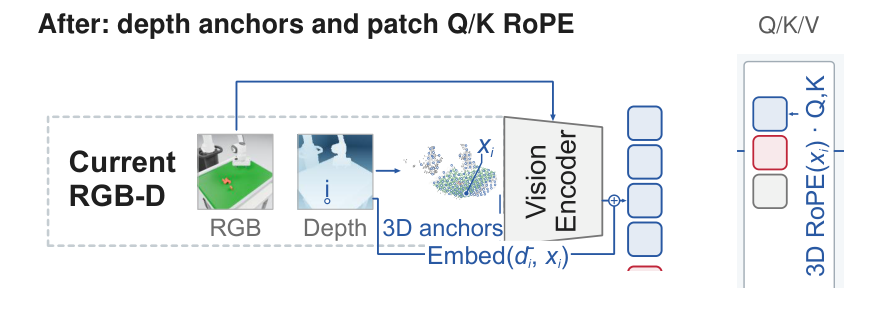 After: depth anchors and patch Q/K RoPE
Q/K/V
Current
RGB-D
RGB
i
Depth
x_i
3D anchors
Vision
Encoder
Embed(d̄_i, x_i)
3D RoPE(x_i) · Q,K